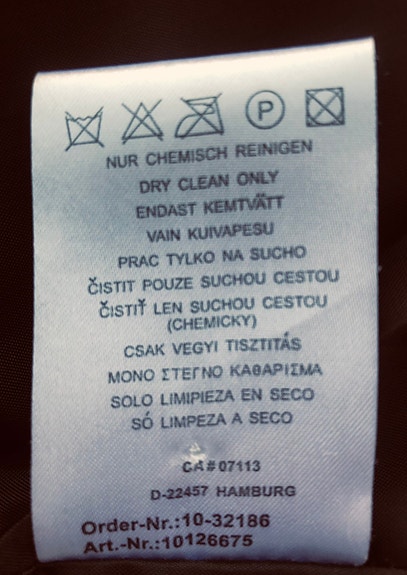 P
NUR CHEMISCH REINIGEN
DRY CLEAN ONLY
ENDAST KEMTVÄTT
VAIN KUIVAPESU
PRAC TYLKO NA SUCHO
ČISTIT POUZE SUCHOU CESTOU
ČISTIŤ LEN SUCHOU CESTOU
(CHEMICKY)
CSAK VEGYI TISZTITÁS
MONO ΣΤΕΓΝΟ ΚΑΘΑΡΙΣΜΑ
SOLO LIMIPIEZA EN SECO
SÓ LIMPEZA A SECO
CA#07113
D-22457 HAMBURG
Order-Nr.:10-32186
Art.-Nr.:10126675